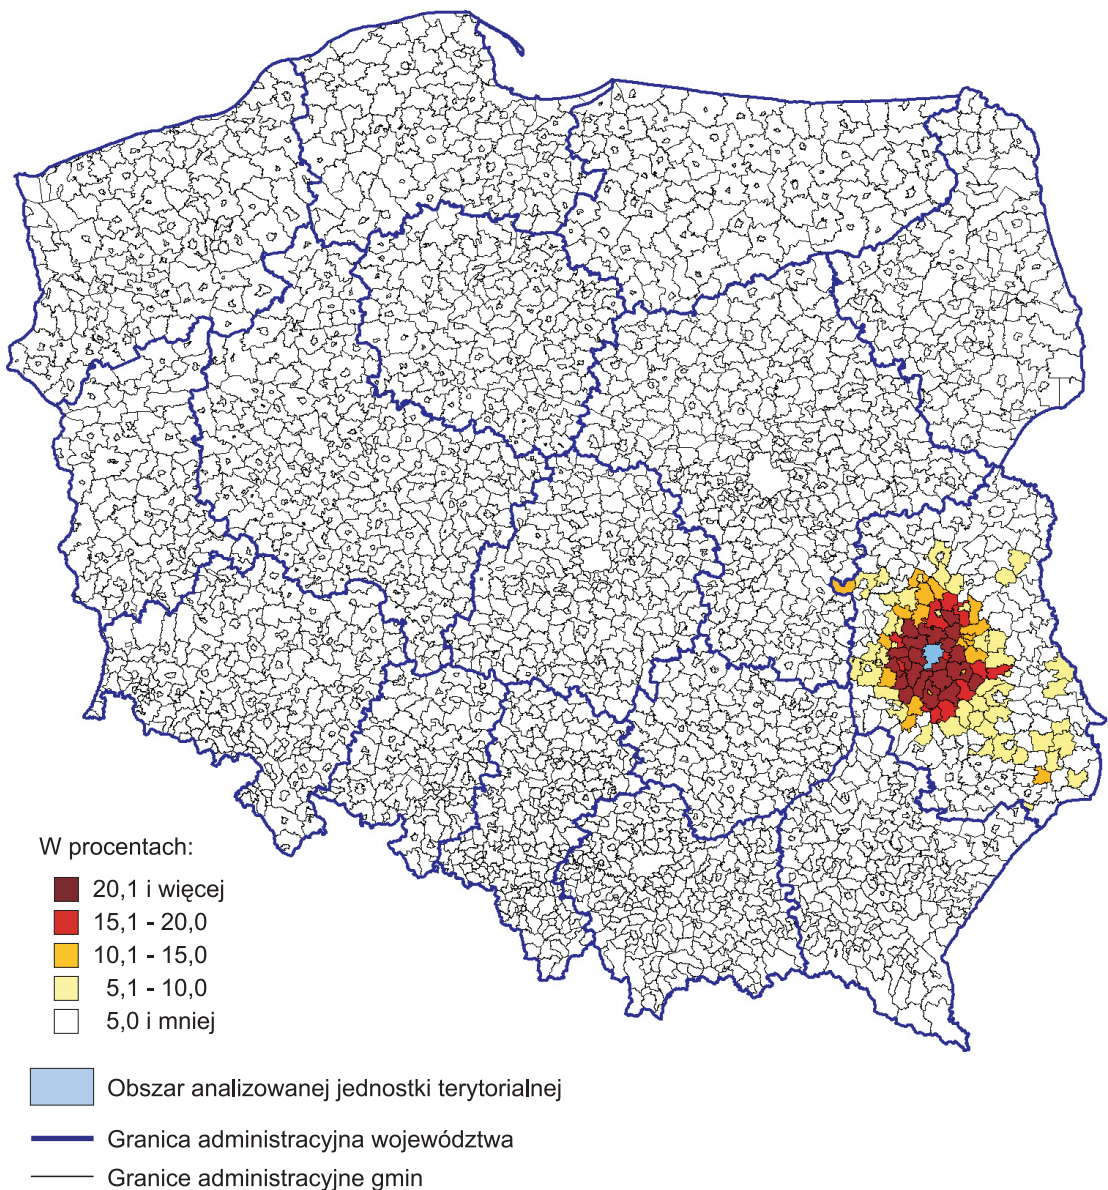 W procentach:
20,1 i więcej
15,1 - 20,0
10,1 - 15,0
5,1 - 10,0
5,0 i mniej
Obszar analizowanej jednostki terytorialnej
Granica administracyjna województwa
Granice administracyjne gmin